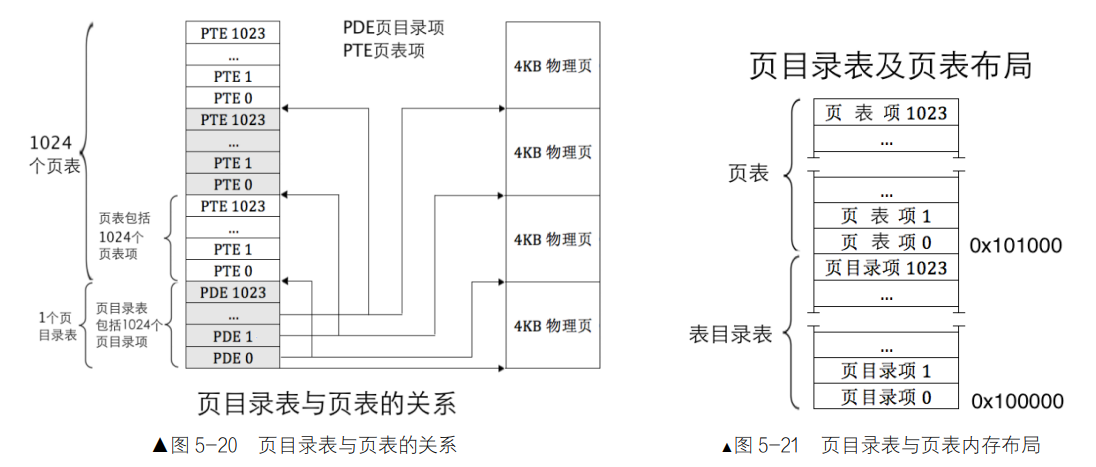 PTE 1023
...
PTE 1
PTE 0
PTE 1023
...
PTE 1
PTE 0
PTE 1023
...
PTE 1
PTE 0
PDE 1023
...
PDE 1
PDE 0
1024
个页表
页表包括
1024个
页表项
1个页
目录表
页目录表
包括1024个
页目录项
PDE页目录项
PTE页表项
4KB 物理页
4KB 物理页
4KB 物理页
4KB 物理页
页目录表与页表的关系
▲图 5-20 页目录表与页表的关系
页目录表及页表布局
页 表 项 1023
...
...
页 表 项 1
页 表 项 0
0x101000
页目录项 1023
...
...
页目录项 1
页目录项 0
0x100000
页表
表目录表
▲图 5-21 页目录表与页表内存布局